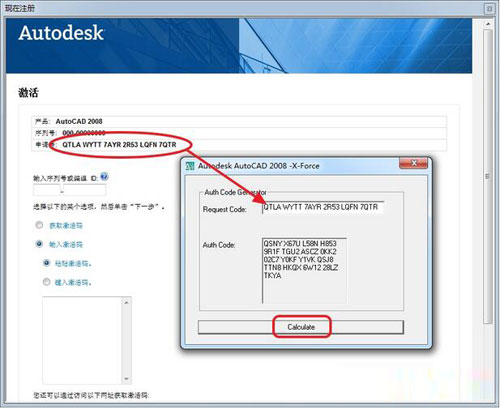 现在注册
Autodesk
激活
产品: AutoCAD 2008
序列号: 000-00000000
申请号: QTLA WYTT 7AYR 2R53 LQFN 7QTR
输入序列号或编组 ID:
选择以下的某个选项，然后单击“下一步”。
获取激活码
输入激活码。
粘贴激活码。
键入激活码。
您还可以通过访问以下网址获取激活码:
Autodesk AutoCAD 2008 -X-Force
Auth Code Generator
Request Code: QTLA WYTT 7AYR 2R53 LQFN 7QTR
Auth Code:
QSNY X67U L58N H853
9R1F TGU2 ASCZ 0KK2
02C7 Y0KF Y1VK QSJ8
TTN8 HKQX 6W12 28LZ
TKYA
Calculate